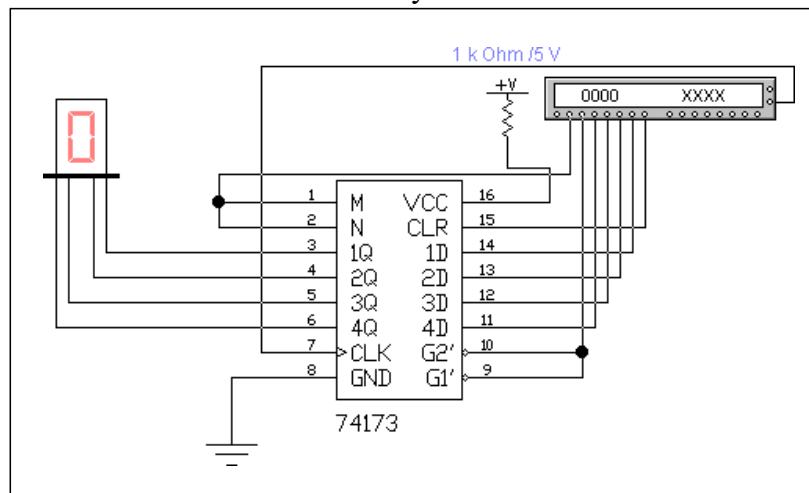 1 k Ohm /5 V
+V
0000 XXXX
0
1 M VCC 16
2 N CLR 15
3 1Q 1D 14
4 2Q 2D 13
5 3Q 3D 12
6 4Q 4D 11
7 CLK G2' 10
8 GND G1' 9
74173